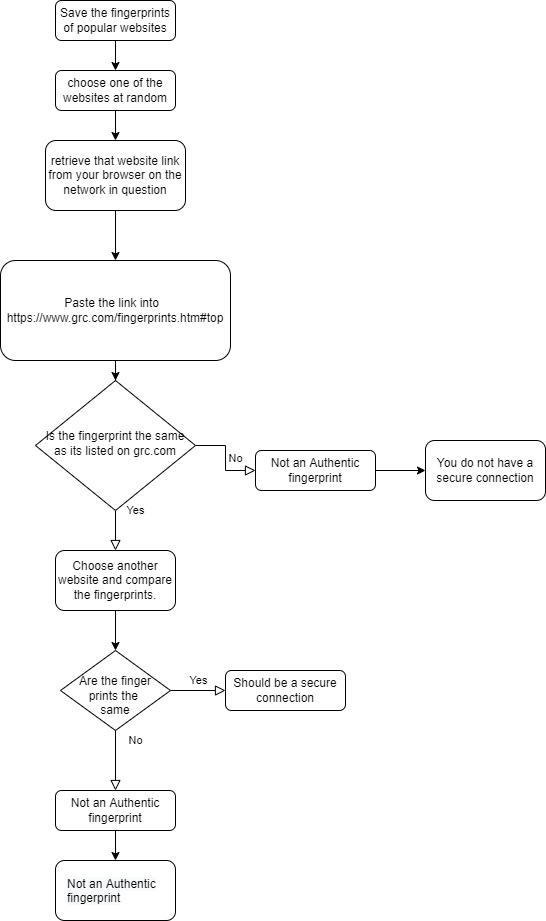 Save the fingerprints
of popular websites
choose one of the
websites at random
retrieve that website link
from your browser on the
network in question
Paste the link into
https://www.grc.com/fingerprints.htm#top
Is the fingerprint the same
as its listed on grc.com
No
Not an Authentic
fingerprint
You do not have a
secure connection
Yes
Choose another
website and compare
the fingerprints.
Are the finger
prints the
same
Yes
Should be a secure
connection
No
Not an Authentic
fingerprint
Not an Authentic
fingerprint